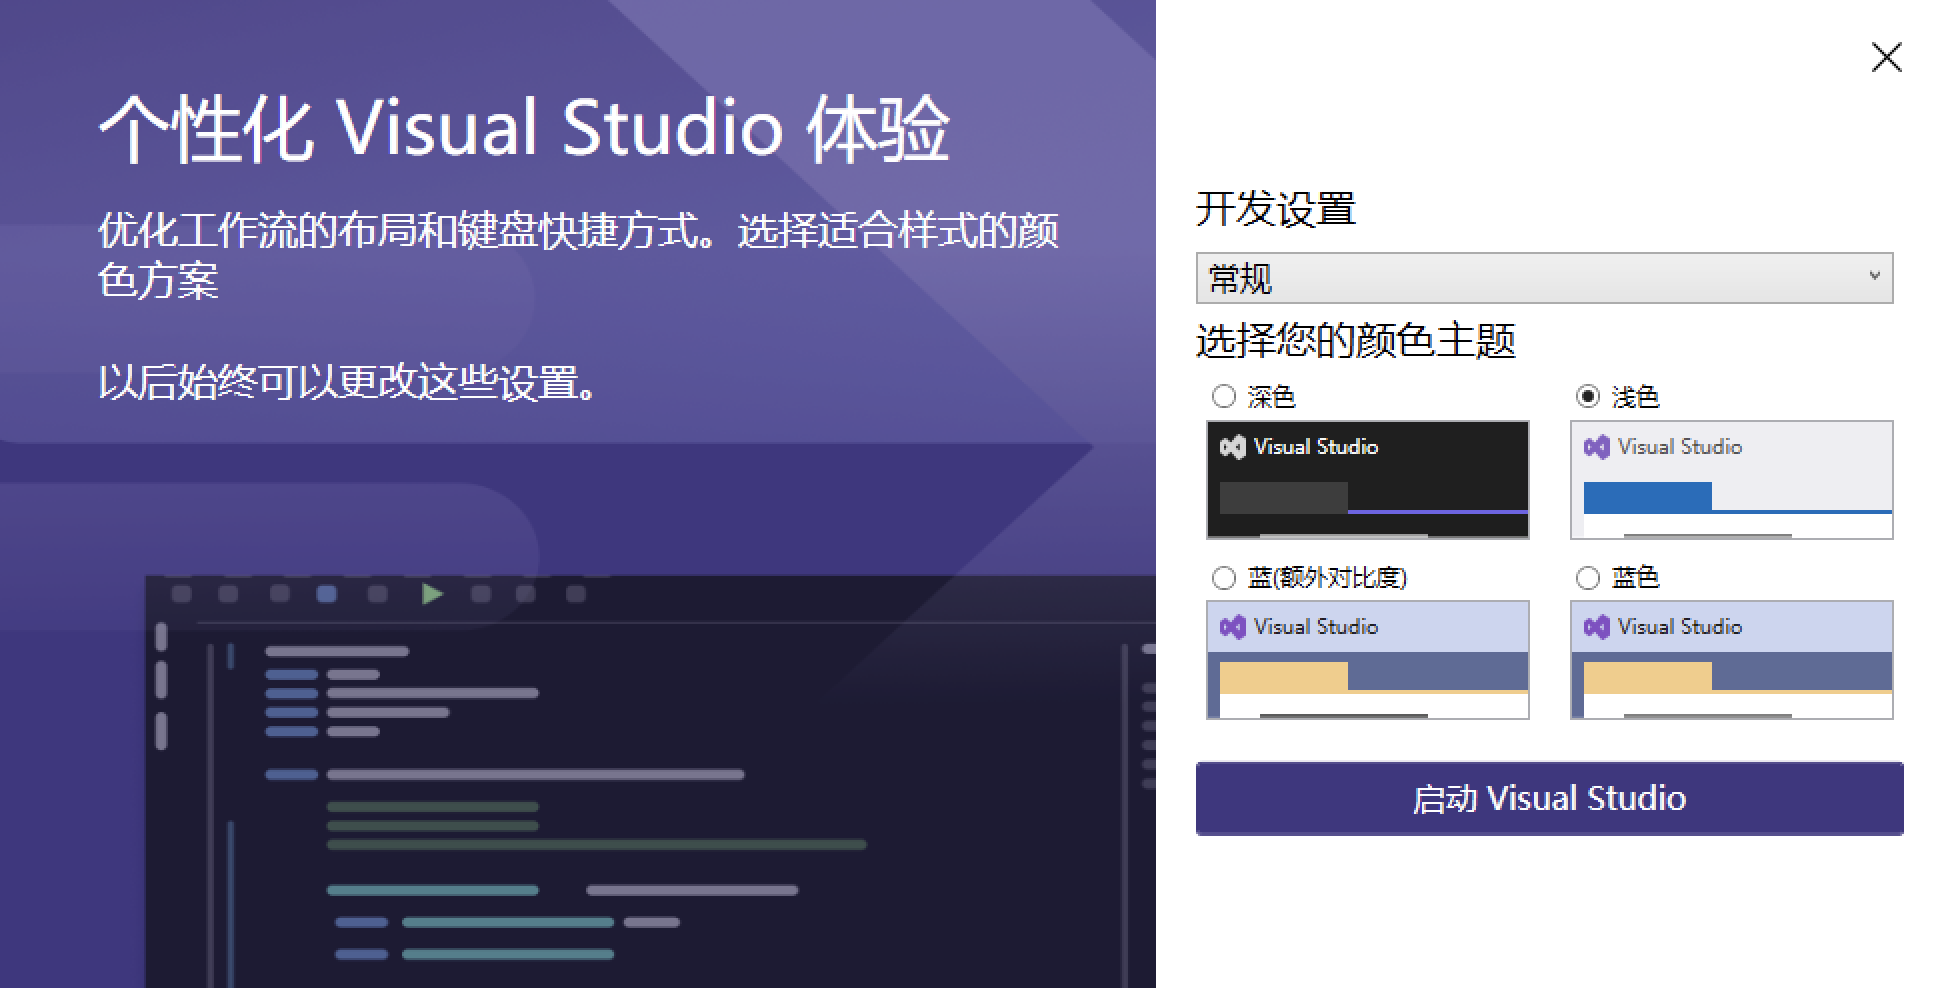 个性化 Visual Studio 体验
优化工作流的布局和键盘快捷方式。选择适合样式的颜
色方案
以后始终可以更改这些设置。
开发设置
常规
选择您的颜色主题
深色
浅色
Visual Studio
Visual Studio
蓝(额外对比度)
蓝色
Visual Studio
Visual Studio
启动 Visual Studio